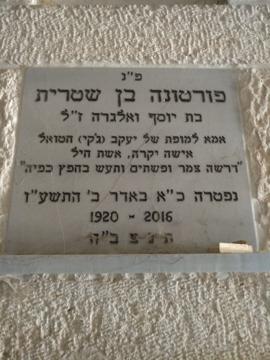 פ"נ
פורטונה בן שטרית
בת יוסף ואלגרה ז"ל
אמא למופת של יעקב (ג'קי) הטואל
אישה יקרה, אשת חיל
"דרשה צמר ופשתים ותעש בחפץ כפיה"
נפטרה כ"א באדר ב' התשע"ו
1920 - 2016
ת נ צ ב"ה